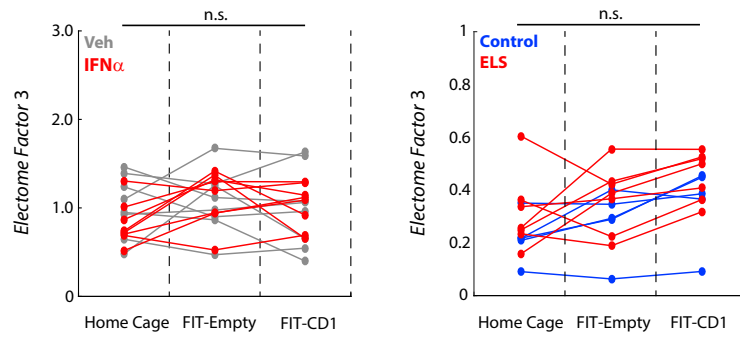 n.s.
3.0
Veh
IFNα
2.0
1.0
0
Electome Factor 3
Home Cage
FIT-Empty
FIT-CD1
n.s.
1
Control
ELS
0.8
0.6
0.4
0.2
0
Electome Factor 3
Home Cage
FIT-Empty
FIT-CD1